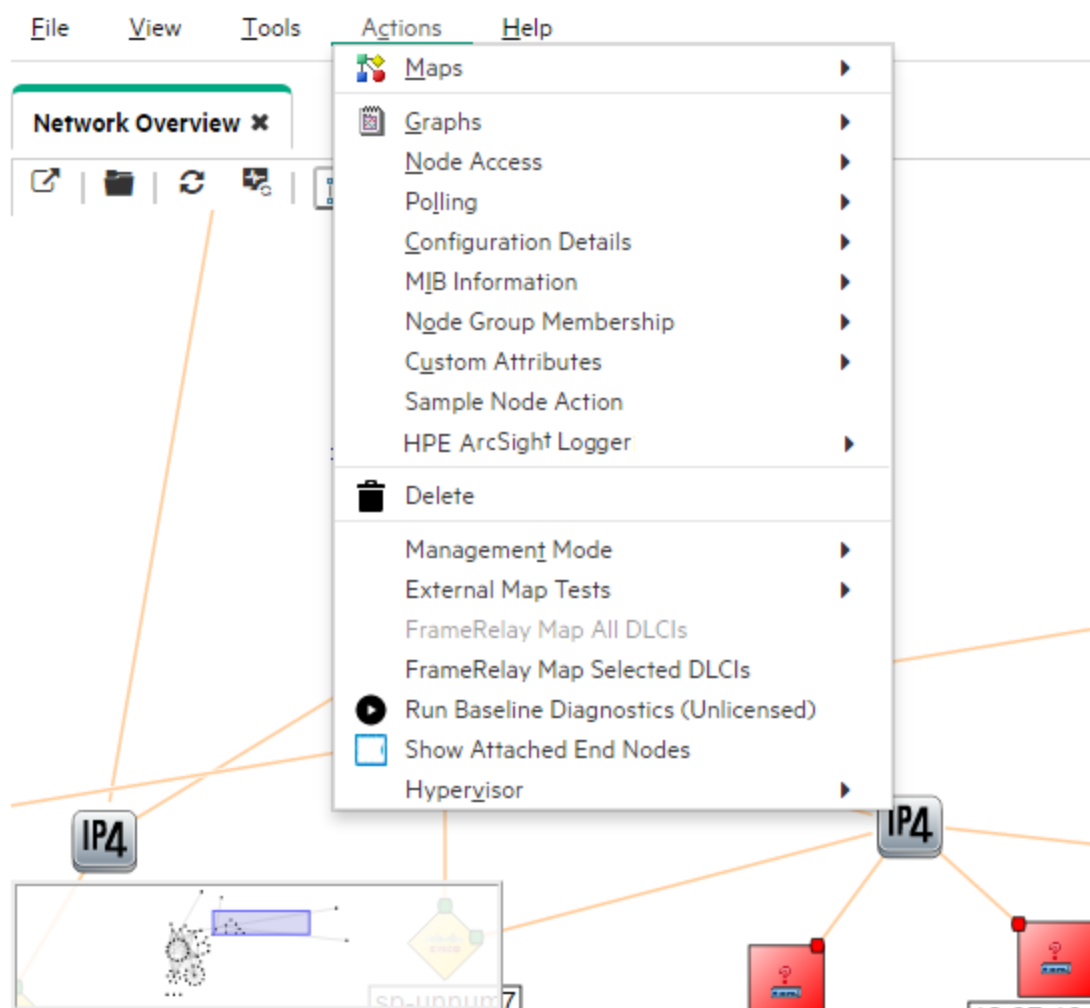 File View Tools Actions Help
Maps
Network Overview ✖
Graphs
Node Access
Polling
Configuration Details
MIB Information
Node Group Membership
Custom Attributes
Sample Node Action
HPE ArcSight Logger
Delete
Management Mode
External Map Tests
FrameRelay Map All DLCIs
FrameRelay Map Selected DLCIs
Run Baseline Diagnostics (Unlicensed)
Show Attached End Nodes
Hypervisor
IP4 IP4
? ?
sp-unnum7